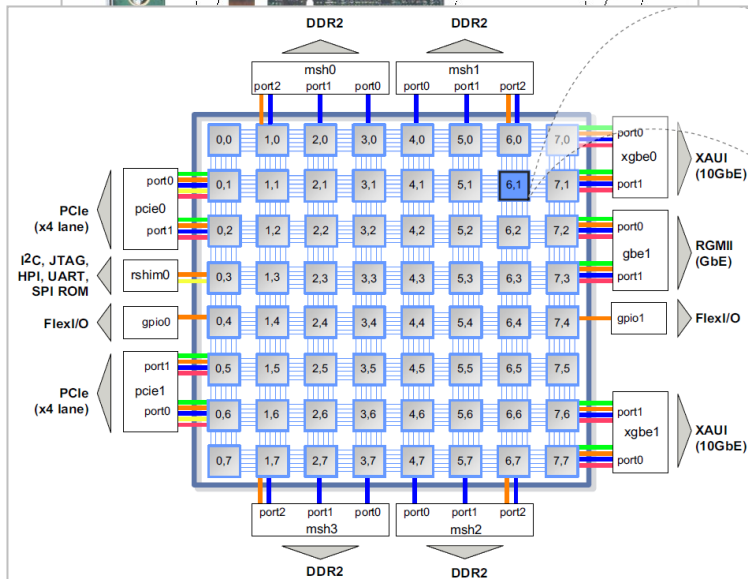 DDR2
DDR2
msh0
msh1
port2 port1 port0
port0 port1 port2
0,0 1,0 2,0 3,0 4,0 5,0 6,0 7,0
port0
xgbe0
port1
XAUI
(10GbE)
PCIe
(x4 lane)
port0
pcie0
port1
0,1 1,1 2,1 3,1 4,1 5,1 6,1 7,1
0,2 1,2 2,2 3,2 4,2 5,2 6,2 7,2
port0
gbe1
port1
RGMII
(GbE)
I²C, JTAG,
HPI, UART,
SPI ROM
rshim0
0,3 1,3 2,3 3,3 4,3 5,3 6,3 7,3
FlexI/O
gpio0
0,4 1,4 2,4 3,4 4,4 5,4 6,4 7,4
gpio1
FlexI/O
PCIe
(x4 lane)
port1
pcie1
port0
0,5 1,5 2,5 3,5 4,5 5,5 6,5 7,5
0,6 1,6 2,6 3,6 4,6 5,6 6,6 7,6
port1
xgbe1
port0
XAUI
(10GbE)
0,7 1,7 2,7 3,7 4,7 5,7 6,7 7,7
port2 port1 port0
port0 port1 port2
msh3
msh2
DDR2
DDR2